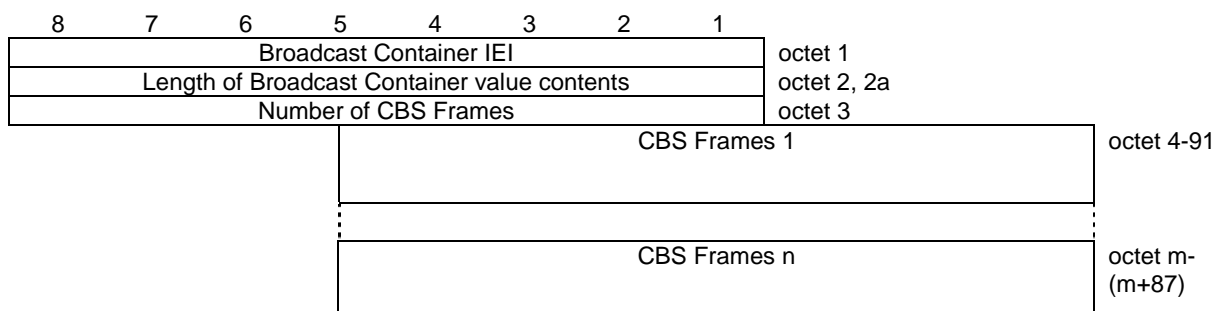 8 7 6 5 4 3 2 1
Broadcast Container IEI octet 1
Length of Broadcast Container value contents octet 2, 2a
Number of CBS Frames octet 3
CBS Frames 1 octet 4-91
CBS Frames n octet m-
(m+87)